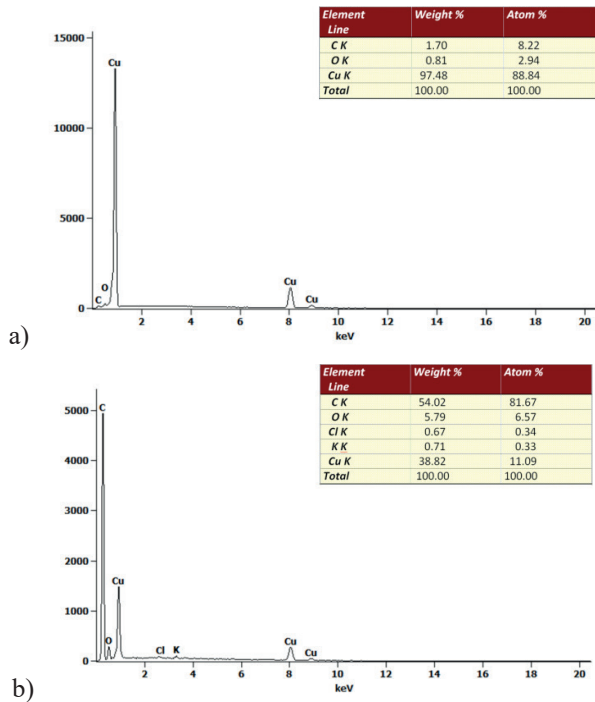 Element Weight % Atom %
Line
C K 1.70 8.22
O K 0.81 2.94
Cu K 97.48 88.84
Total 100.00 100.00
15000
10000
5000
0
Cu
C
O
Cu
Cu
2 4 6 8 10 12 14 16 18 20
keV
a)
Element Weight % Atom %
Line
C K 54.02 81.67
O K 5.79 6.57
Cl K 0.67 0.34
K K 0.71 0.33
Cu K 38.82 11.09
Total 100.00 100.00
5000
4000
3000
2000
1000
0
C
Cu
O
Cl
K
Cu
Cu
2 4 6 8 10 12 14 16 18 20
keV
b)